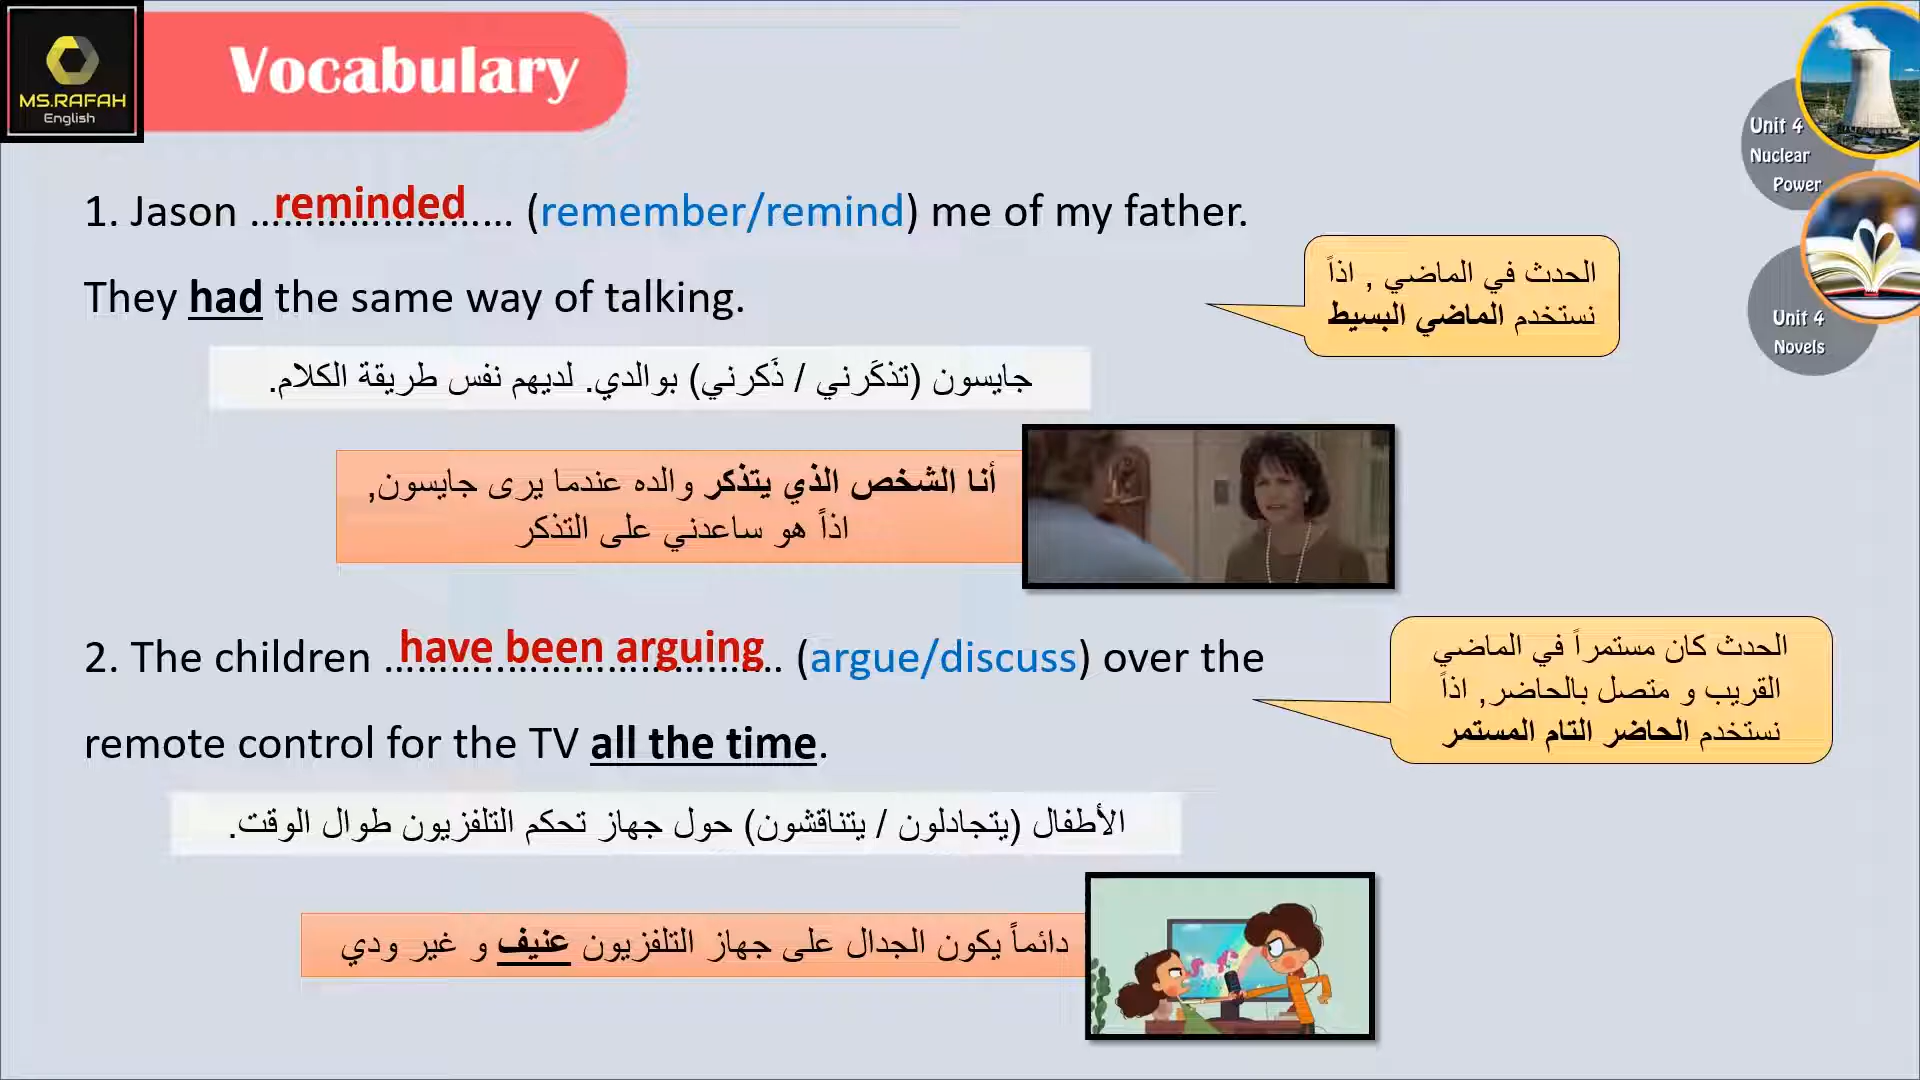 MS.RAFAH
English
Vocabulary
Unit 4
Nuclear
Power
1. Jason ....reminded.... (remember/remind) me of my father.
They had the same way of talking.
الحدث في الماضي , اذاً
نستخدم الماضي البسيط
Unit 4
Novels
جايسون (تذكَرني / ذَكرني) بوالدي. لديهم نفس طريقة الكلام.
أنا الشخص الذي يتذكر والده عندما يرى جايسون,
اذاً هو ساعدني على التذكر
2. The children ....have been arguing.... (argue/discuss) over the
remote control for the TV all the time.
الحدث كان مستمراً في الماضي
القريب و متصل بالحاضر, اذاً
نستخدم الحاضر التام المستمر
الأطفال (يتجادلون / يتناقشون) حول جهاز تحكم التلفزيون طوال الوقت.
دائماً يكون الجدال على جهاز التلفزيون عنيف و غير ودي